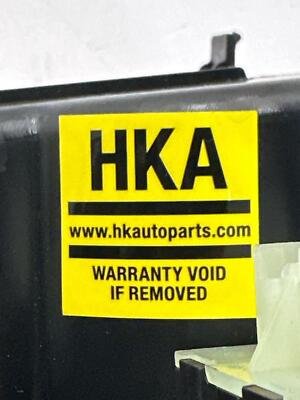 HKA
www.hkautoparts.com
WARRANTY VOID
IF REMOVED